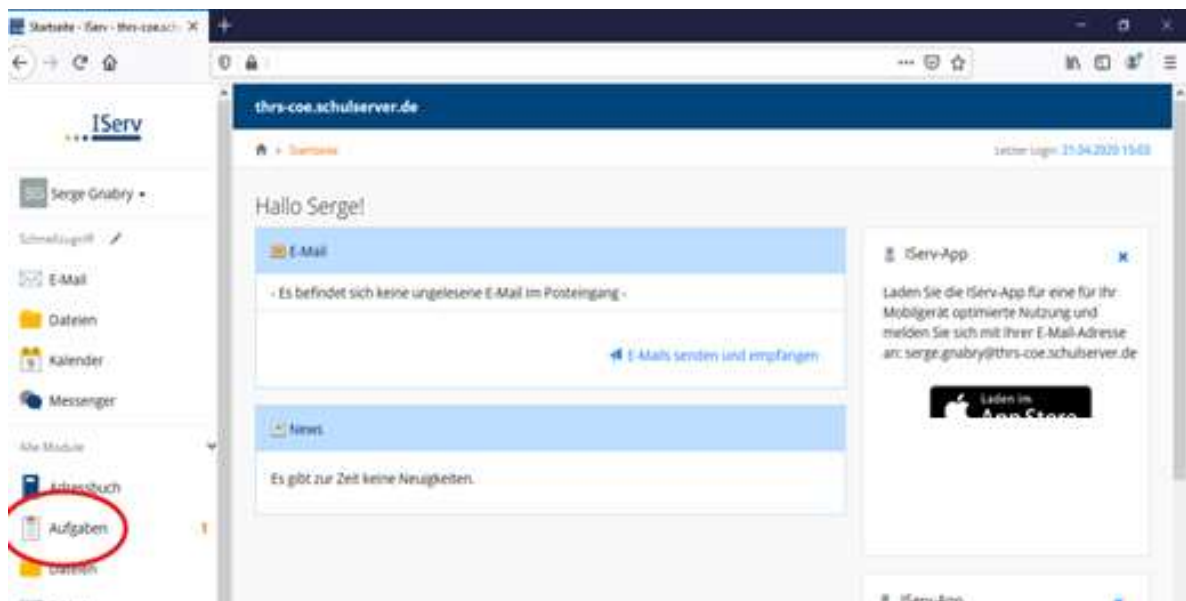 Startseite - IServ - thrs-coe.sch
IServ
Serge Gnabry
Schnellzugriff
E-Mail
Dateien
Kalender
Messenger
Alle Module
Adressbuch
Aufgaben
1
Dateien
thrs-coe.schulserver.de
Startseite
Letzter Login: 21.04.2020 15:03
Hallo Serge!
E-Mail
- Es befindet sich keine ungelesene E-Mail im Posteingang -
E-Mails senden und empfangen
News
Es gibt zur Zeit keine Neuigkeiten.
IServ-App
Laden Sie die IServ-App für eine für Ihr
Mobilgerät optimierte Nutzung und
melden Sie sich mit Ihrer E-Mail-Adresse
an: serge.gnabry@thrs-coe.schulserver.de
Laden im
App Store
IServ-App